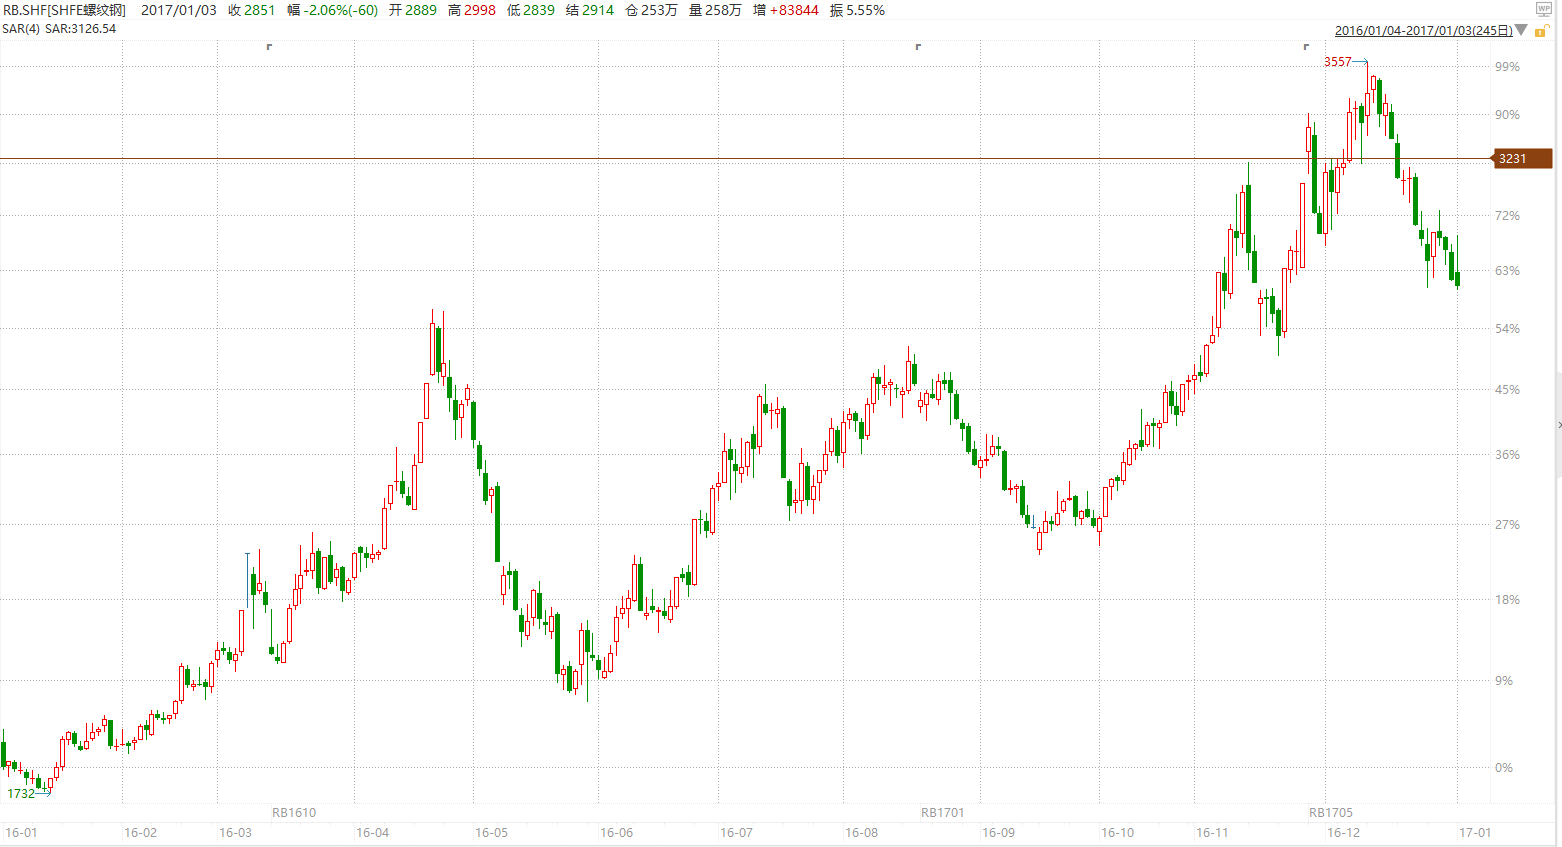 RB.SHF[SHFE螺纹钢] 2017/01/03 收 2851 幅 -2.06%(-60) 开 2889 高 2998 低 2839 结 2914 仓 253万 量 258万 增 +83844 振 5.55%
WP
SAR(4) SAR:3126.54
2016/01/04-2017/01/03(245日)
3557
99%
90%
3231
72%
63%
54%
45%
36%
27%
18%
9%
0%
1732
RB1610 RB1701 RB1705
16-01 16-02 16-03 16-04 16-05 16-06 16-07 16-08 16-09 16-10 16-11 16-12 17-01